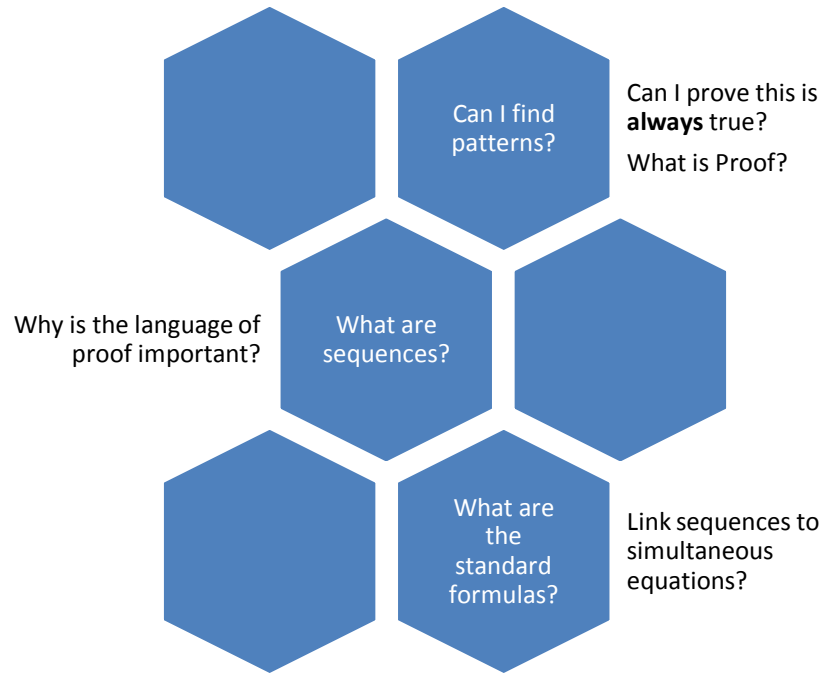 Can I find
patterns?
Can I prove this is
always true?
What is Proof?
Why is the language of
proof important?
What are
sequences?
What are
the
standard
formulas?
Link sequences to
simultaneous
equations?